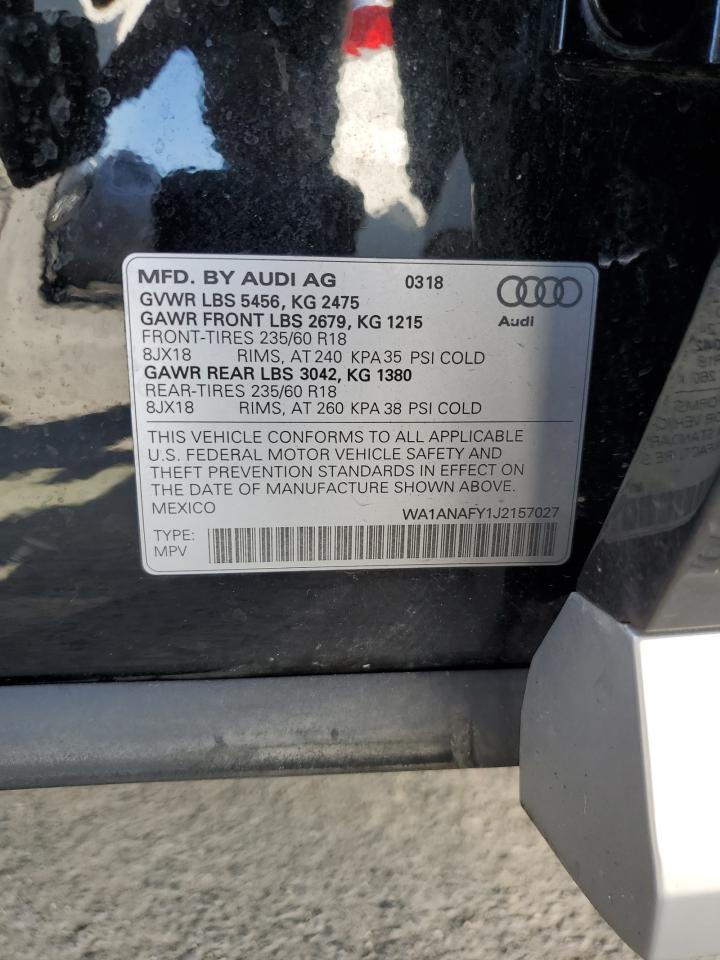 MFD. BY AUDI AG 0318
GVWR LBS 5456, KG 2475
GAWR FRONT LBS 2679, KG 1215
Audi
FRONT-TIRES 235/60 R18
8JX18 RIMS, AT 240 KPA 35 PSI COLD
GAWR REAR LBS 3042, KG 1380
REAR-TIRES 235/60 R18
8JX18 RIMS, AT 260 KPA 38 PSI COLD
THIS VEHICLE CONFORMS TO ALL APPLICABLE
U.S. FEDERAL MOTOR VEHICLE SAFETY AND
THEFT PREVENTION STANDARDS IN EFFECT ON
THE DATE OF MANUFACTURE SHOWN ABOVE.
MEXICO WA1ANAFY1J2157027
TYPE:
MPV